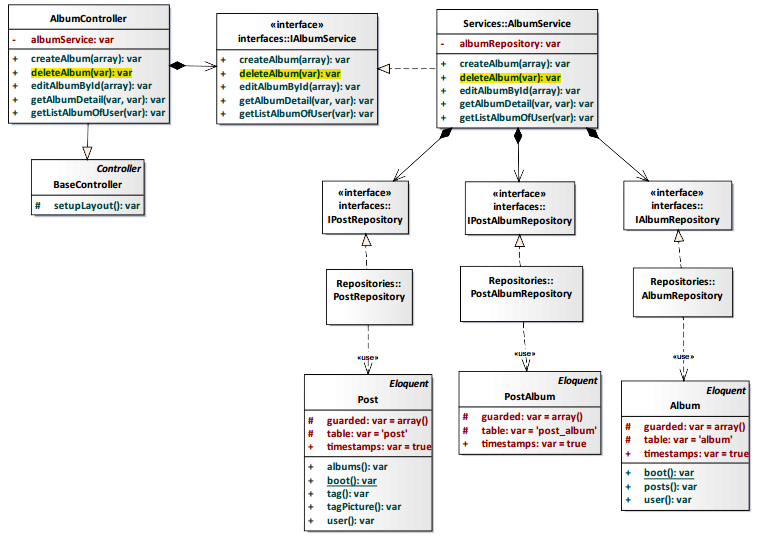 AlbumController
- albumService: var
+ createAlbum(array): var
+ deleteAlbum(var): var
+ editAlbumById(array): var
+ getAlbumDetail(var, var): var
+ getListAlbumOfUser(var): var
«interface»
interfaces::IAlbumService
+ createAlbum(array): var
+ deleteAlbum(var): var
+ editAlbumById(array): var
+ getAlbumDetail(var, var): var
+ getListAlbumOfUser(var): var
Services::AlbumService
- albumRepository: var
+ createAlbum(array): var
+ deleteAlbum(var): var
+ editAlbumById(array): var
+ getAlbumDetail(var, var): var
+ getListAlbumOfUser(var): var
Controller
BaseController
# setupLayout(): var
«interface»
interfaces::
IPostRepository
«interface»
interfaces::
IPostAlbumRepository
«interface»
interfaces::
IAlbumRepository
Repositories::
PostRepository
Repositories::
PostAlbumRepository
Repositories::
AlbumRepository
«use»
«use»
«use»
Eloquent
Post
# guarded: var = array()
# table: var = 'post'
+ timestamps: var = true
+ albums(): var
+ boot(): var
+ tag(): var
+ tagPicture(): var
+ user(): var
Eloquent
PostAlbum
# guarded: var = array()
# table: var = 'post_album'
+ timestamps: var = true
Eloquent
Album
# guarded: var = array()
# table: var = 'album'
+ timestamps: var = true
+ boot(): var
+ posts(): var
+ user(): var